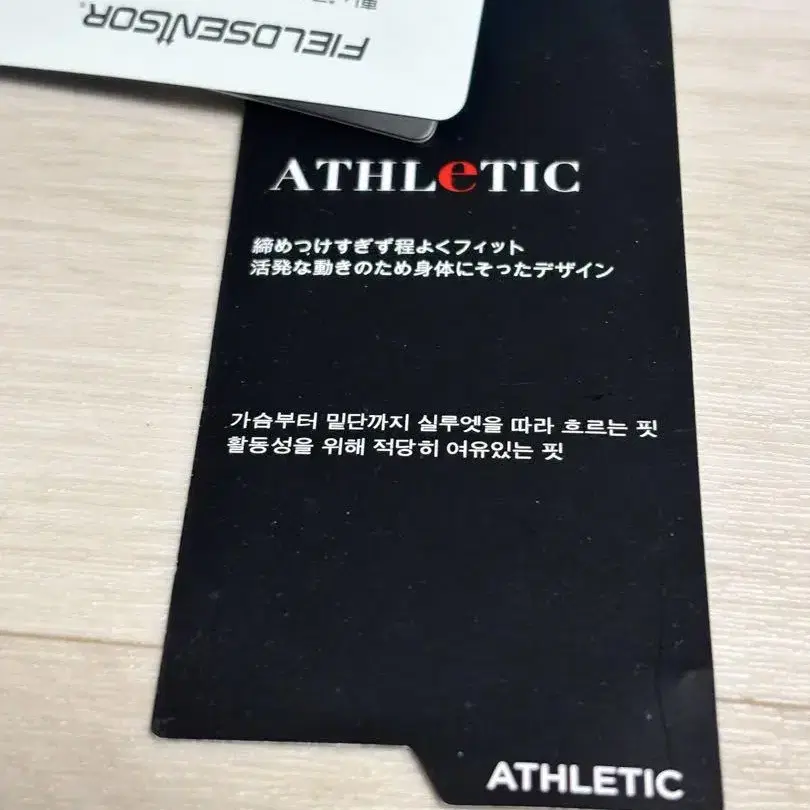 FIELDSENSOR®
ATHLeTIC
締めつけすぎず程よくフィット
活発な動きのため身体にそったデザイン
가슴부터 밑단까지 실루엣을 따라 흐르는 핏
활동성을 위해 적당히 여유있는 핏
ATHLETIC